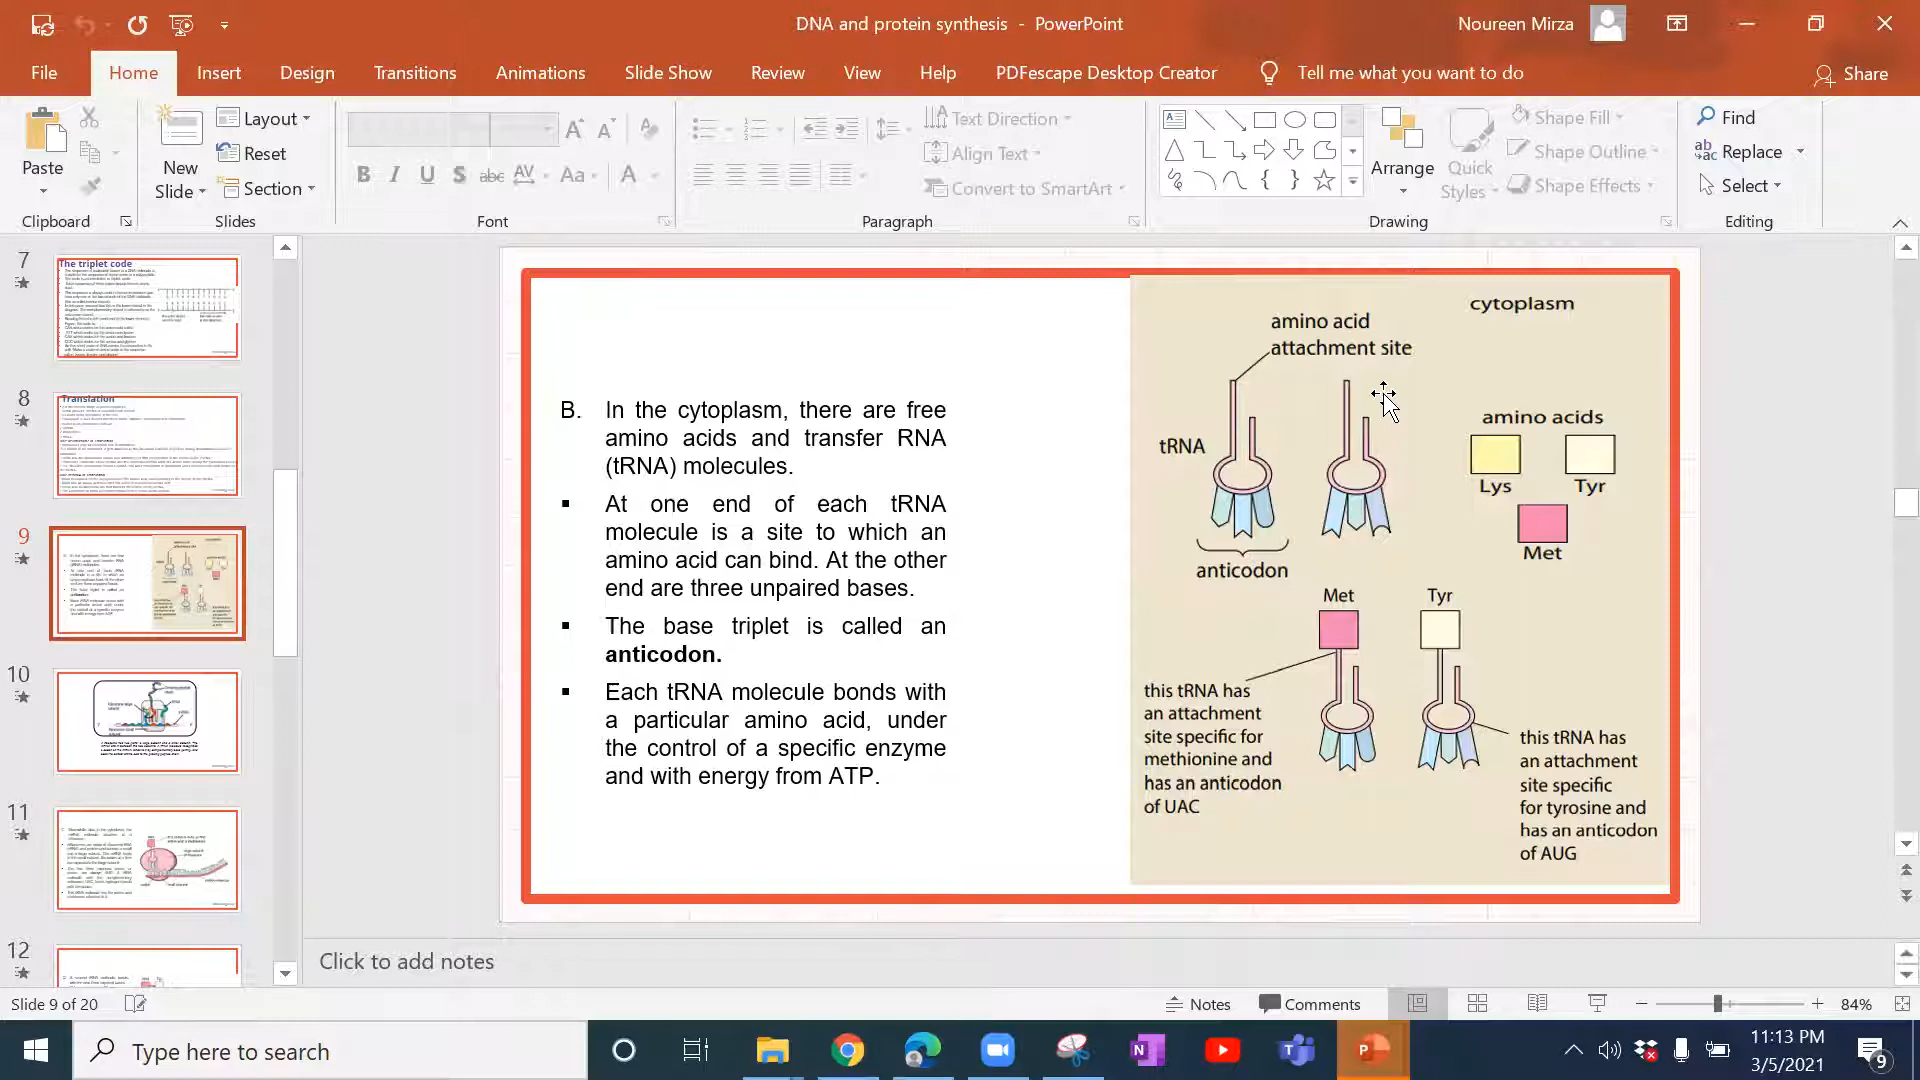 DNA and protein synthesis - PowerPoint
Noureen Mirza
File Home Insert Design Transitions Animations Slide Show Review View Help PDFescape Desktop Creator Tell me what you want to do Share
Paste
New Slide
Layout
Reset
Section
B I U S abc AV Aa A
Text Direction
Align Text
Convert to SmartArt
Arrange
Quick Styles
Shape Fill
Shape Outline
Shape Effects
Find
Replace
Select
Clipboard Slides Font Paragraph Drawing Editing
7
The triplet code
8
Translation
9
10
11
12
B. In the cytoplasm, there are free
amino acids and transfer RNA
(tRNA) molecules.
▪ At one end of each tRNA
molecule is a site to which an
amino acid can bind. At the other
end are three unpaired bases.
▪ The base triplet is called an
anticodon.
▪ Each tRNA molecule bonds with
a particular amino acid, under
the control of a specific enzyme
and with energy from ATP.
cytoplasm
amino acid
attachment site
tRNA
anticodon
amino acids
Lys Tyr
Met
Met Tyr
this tRNA has
an attachment
site specific for
methionine and
has an anticodon
of UAC
this tRNA has
an attachment
site specific
for tyrosine and
has an anticodon
of AUG
Click to add notes
Slide 9 of 20
Notes Comments 84%
Type here to search
11:13 PM
3/5/2021
9